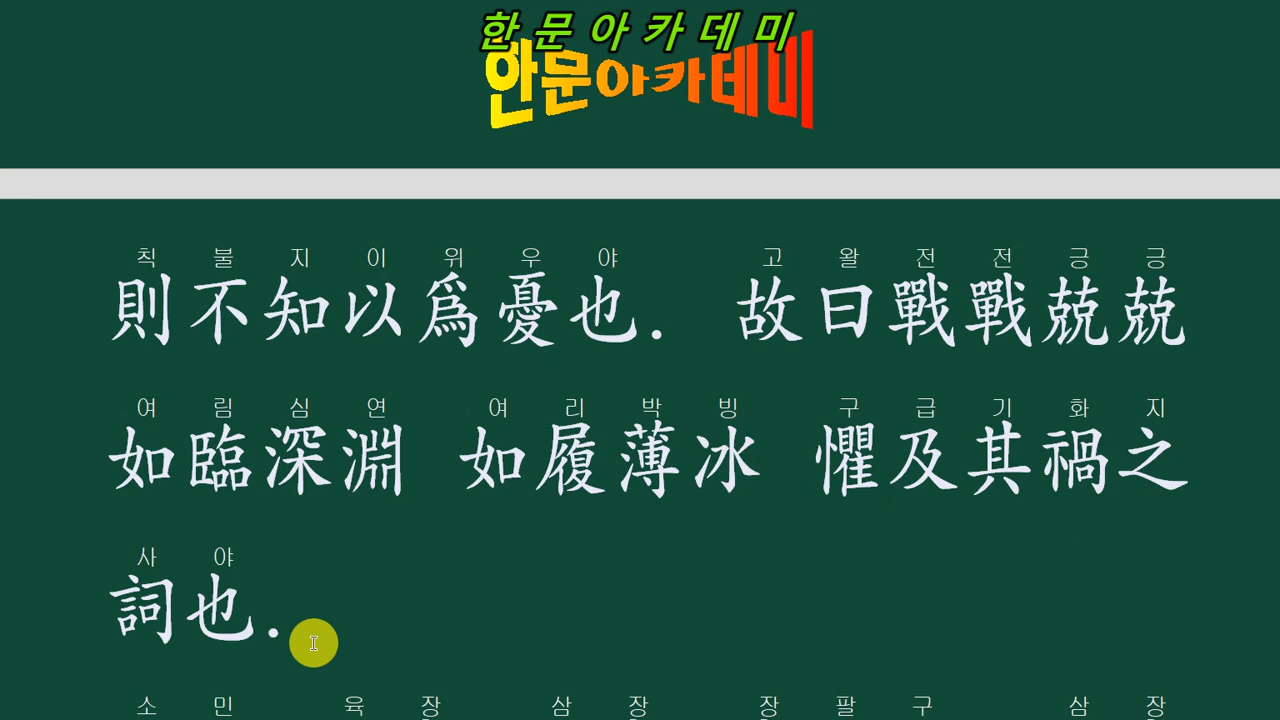 한문아카데미
한문아카데미
칙 불 지 이 위 우 야 고 왈 전 전 긍 긍
則不知以爲憂也. 故曰戰戰兢兢
여 림 심 연 여 리 박 빙 구 급 기 화 지
如臨深淵 如履薄冰 懼及其禍之
사 야
詞也.
소 민 육 장 삼 장 장 팔 구 삼 장